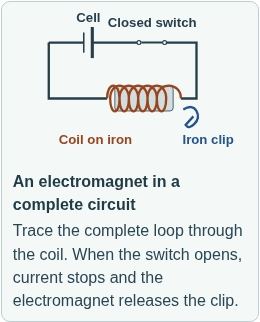 Cell Closed switch
Coil on iron Iron clip
An electromagnet in a
complete circuit
Trace the complete loop through
the coil. When the switch opens,
current stops and the
electromagnet releases the clip.